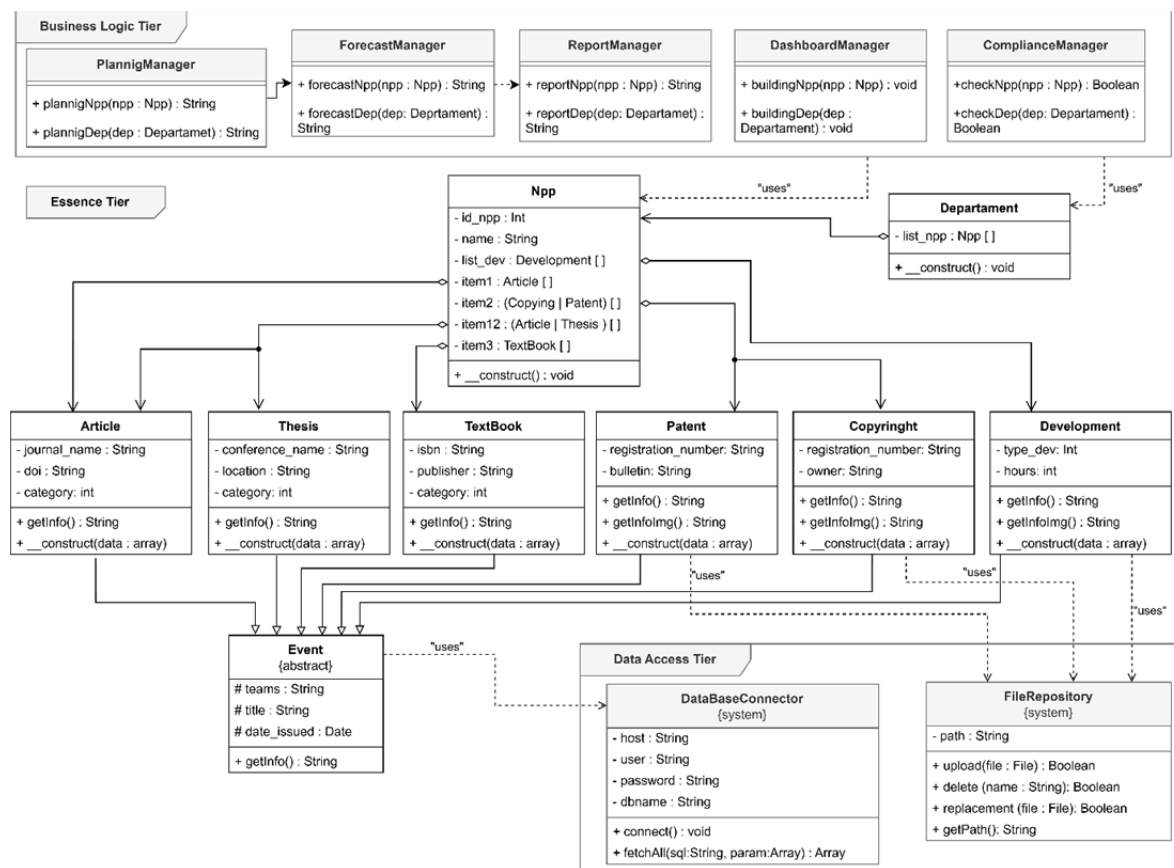 Business Logic Tier
PlannigManager
+ plannigNpp(npp : Npp) : String
+ plannigDep(dep : Departamet) : String
ForecastManager
+ forecastNpp(npp : Npp) : String
+ forecastDep(dep: Deprtament) :
String
ReportManager
+ reportNpp(npp : Npp) : String
+ reportDep(dep: Departamet) :
String
DashboardManager
+ buildingNpp(npp : Npp) : void
+ buildingDep(dep :
Departament) : void
ComplianceManager
+checkNpp(npp : Npp) : Boolean
+checkDep(dep: Departament) :
Boolean
"uses"
"uses"
Essence Tier
Npp
- id_npp : Int
- name : String
- list_dev : Development [ ]
- item1 : Article [ ]
- item2 : (Copying | Patent) [ ]
- item12 : (Article | Thesis ) [ ]
- item3 : TextBook [ ]
+ __construct() : void
Departament
- list_npp : Npp [ ]
+ __construct() : void
Article
- journal_name : String
- doi : String
- category: int
+ getInfo() : String
+ __construct(data : array)
Thesis
- conference_name : String
- location : String
- category: int
+ getInfo() : String
+ __construct(data : array)
TextBook
- isbn : String
- publisher : String
- category: int
+ getInfo() : String
+ __construct(data : array)
Patent
- registration_number: String
- bulletin: String
+ getInfo() : String
+ getInfoImg() : String
+ __construct(data : array)
Copyringht
- registration_number : String
- owner: String
+ getInfo() : String
+ getInfoImg() : String
+ __construct(data : array)
Development
- type_dev: Int
- hours: int
+ getInfo() : String
+ getInfoImg() : String
+ __construct(data : array)
"uses"
"uses"
"uses"
Event
{abstract}
# teams : String
# title : String
# date_issued : Date
+ getInfo() : String
"uses"
Data Access Tier
DataBaseConnector
{system}
- host : String
- user : String
- password : String
- dbname : String
+ connect() : void
+ fetchAll(sql:String, param:Array) : Array
FileRepository
{system}
- path : String
+ upload(file : File) : Boolean
+ delete (name : String): Boolean
+ replacement (file : File): Boolean
+ getPath(): String